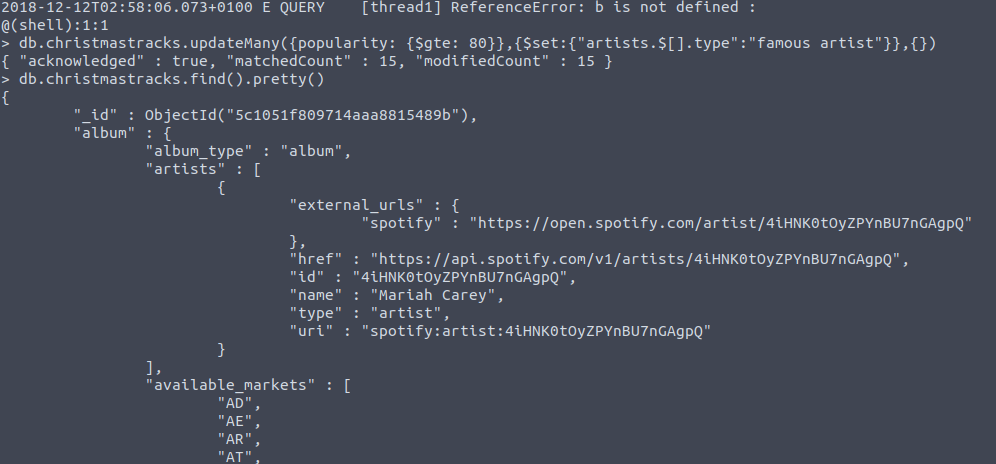 2018-12-12T02:58:06.073+0100 E QUERY    [thread1] ReferenceError: b is not defined :
@(shell):1:1
> db.christmastracks.updateMany({popularity: {$gte: 80}},{$set:{"artists.$[].type":"famous artist"}},{})
{ "acknowledged" : true, "matchedCount" : 15, "modifiedCount" : 15 }
> db.christmastracks.find().pretty()
{
        "_id" : ObjectId("5c1051f809714aaa8815489b"),
        "album" : {
                "album_type" : "album",
                "artists" : [
                        {
                                "external_urls" : {
                                        "spotify" : "https://open.spotify.com/artist/4iHNK0tOyZPYnBU7nGAgpQ"
                                },
                                "href" : "https://api.spotify.com/v1/artists/4iHNK0tOyZPYnBU7nGAgpQ",
                                "id" : "4iHNK0tOyZPYnBU7nGAgpQ",
                                "name" : "Mariah Carey",
                                "type" : "artist",
                                "uri" : "spotify:artist:4iHNK0tOyZPYnBU7nGAgpQ"
                        }
                ],
                "available_markets" : [
                        "AD",
                        "AE",
                        "AR",
                        "AT",